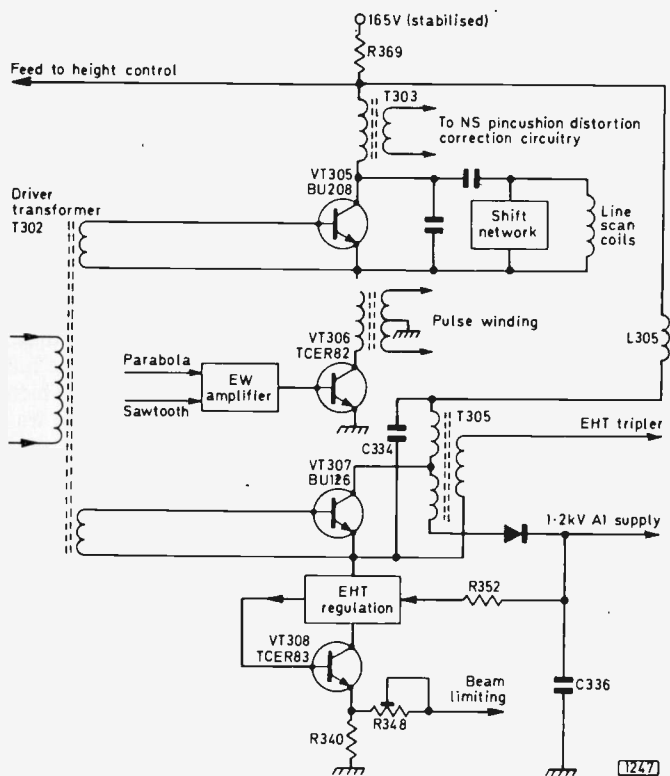 165V (stabilised)
R369
Feed to height control
T303
To NS pincushion distortion
correction circuitry
VT305
BU208
Driver
transformer
T302
Shift
network
Line
scan
coils
Pulse winding
VT306
TCER82
L305
Parabola
EW
amplifier
Sawtooth
T305
C334
EHT tripler
VT307
BU126
1·2kV A1 supply
EHT
regulation
R352
VT308
TCER83
Beam
limiting
C336
R348
R340
1247